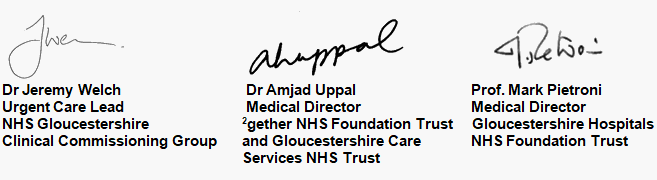 Dr Jeremy Welch
Urgent Care Lead
NHS Gloucestershire
Clinical Commissioning Group
Dr Amjad Uppal
Medical Director
²gether NHS Foundation Trust
and Gloucestershire Care
Services NHS Trust
Prof. Mark Pietroni
Medical Director
Gloucestershire Hospitals
NHS Foundation Trust